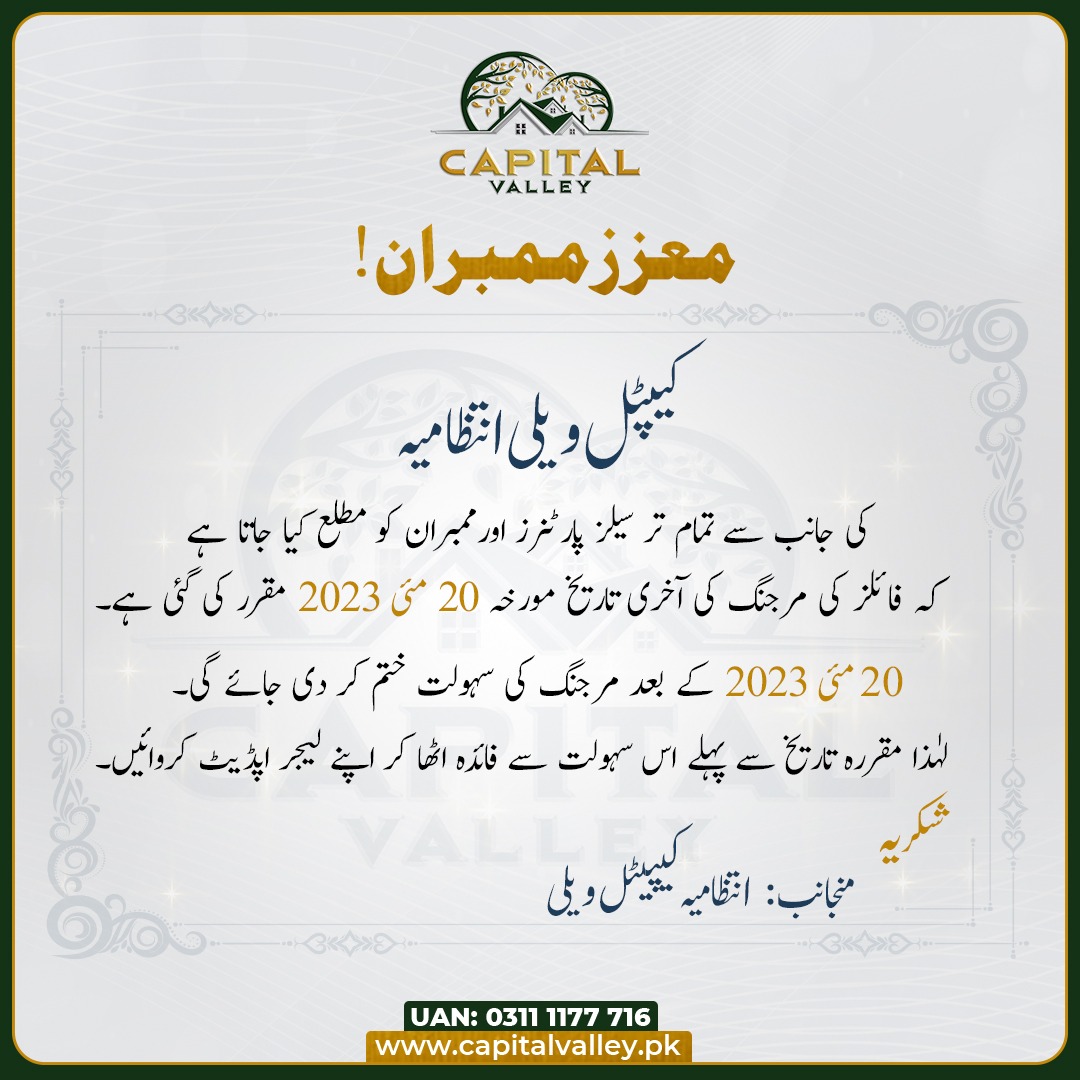 CAPITAL
VALLEY
معزز ممبران!
کیپٹل ویلی انتظامیہ
کی جانب سے تمام تر سیلز پارٹنرز اور ممبران کو مطلع کیا جاتا ہے
کہ فائلز کی مرجنگ کی آخری تاریخ مورخہ 20 مئی 2023 مقرر کی گئی ہے۔
20 مئی 2023 کے بعد مرجنگ کی سہولت ختم کر دی جائے گی۔
لہٰذا مقررہ تاریخ سے پہلے اس سہولت سے فائدہ اٹھا کر اپنے لیجر اپڈیٹ کروائیں۔
شکریہ
منجانب: انتظامیہ کیپیٹل ویلی
CAPITAL
VALLEY
UAN: 0311 1177 716
www.capitalvalley.pk